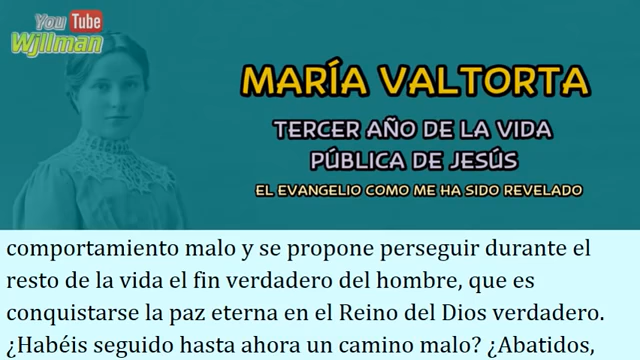 You Tube
Wjllman
MARÍA VALTORTA
TERCER AÑO DE LA VIDA
PÚBLICA DE JESÚS
EL EVANGELIO COMO ME HA SIDO REVELADO
comportamiento malo y se propone perseguir durante el
resto de la vida el fin verdadero del hombre, que es
conquistarse la paz eterna en el Reino del Dios verdadero.
¿Habéis seguido hasta ahora un camino malo? ¿Abatidos,